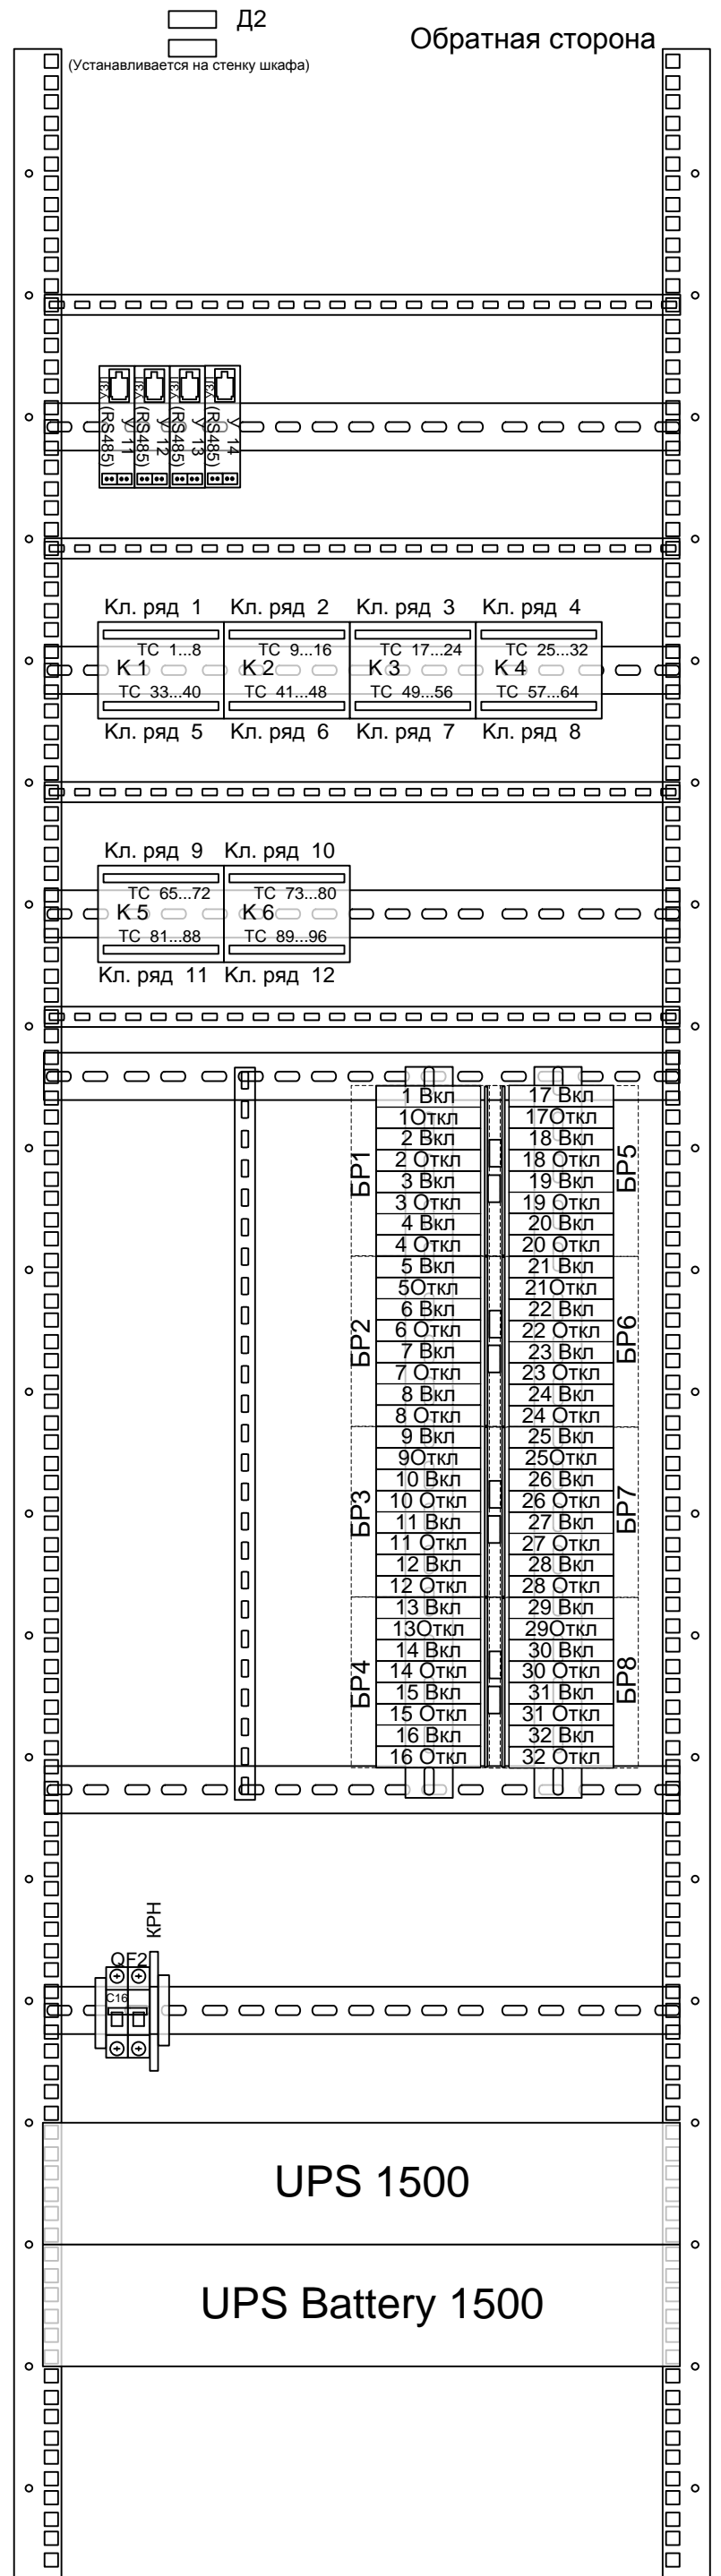 Д2
Обратная сторона
(Устанавливается на стенку шкафа)
У 11 У 12 У 13 У 14
УЗЛ (RS485) УЗЛ (RS485) УЗЛ (RS485) УЗЛ (RS485)
Кл. ряд 1 Кл. ряд 2 Кл. ряд 3 Кл. ряд 4
ТС 1...8 ТС 9...16 ТС 17...24 ТС 25...32
К 1 К 2 К 3 К 4
ТС 33...40 ТС 41...48 ТС 49...56 ТС 57...64
Кл. ряд 5 Кл. ряд 6 Кл. ряд 7 Кл. ряд 8
Кл. ряд 9 Кл. ряд 10
ТС 65...72 ТС 73...80
К 5 К 6
ТС 81...88 ТС 89...96
Кл. ряд 11 Кл. ряд 12
БР1
1 Вкл
1Откл
2 Вкл
2 Откл
3 Вкл
3 Откл
4 Вкл
4 Откл
БР2
5 Вкл
5Откл
6 Вкл
6 Откл
7 Вкл
7 Откл
8 Вкл
8 Откл
БР3
9 Вкл
9Откл
10 Вкл
10 Откл
11 Вкл
11 Откл
12 Вкл
12 Откл
БР4
13 Вкл
13Откл
14 Вкл
14 Откл
15 Вкл
15 Откл
16 Вкл
16 Откл
БР5
17 Вкл
17Откл
18 Вкл
18 Откл
19 Вкл
19 Откл
20 Вкл
20 Откл
БР6
21 Вкл
21Откл
22 Вкл
22 Откл
23 Вкл
23 Откл
24 Вкл
24 Откл
БР7
25 Вкл
25Откл
26 Вкл
26 Откл
27 Вкл
27 Откл
28 Вкл
28 Откл
БР8
29 Вкл
29Откл
30 Вкл
30 Откл
31 Вкл
31 Откл
32 Вкл
32 Откл
КРН
QF2
C16
UPS 1500
UPS Battery 1500